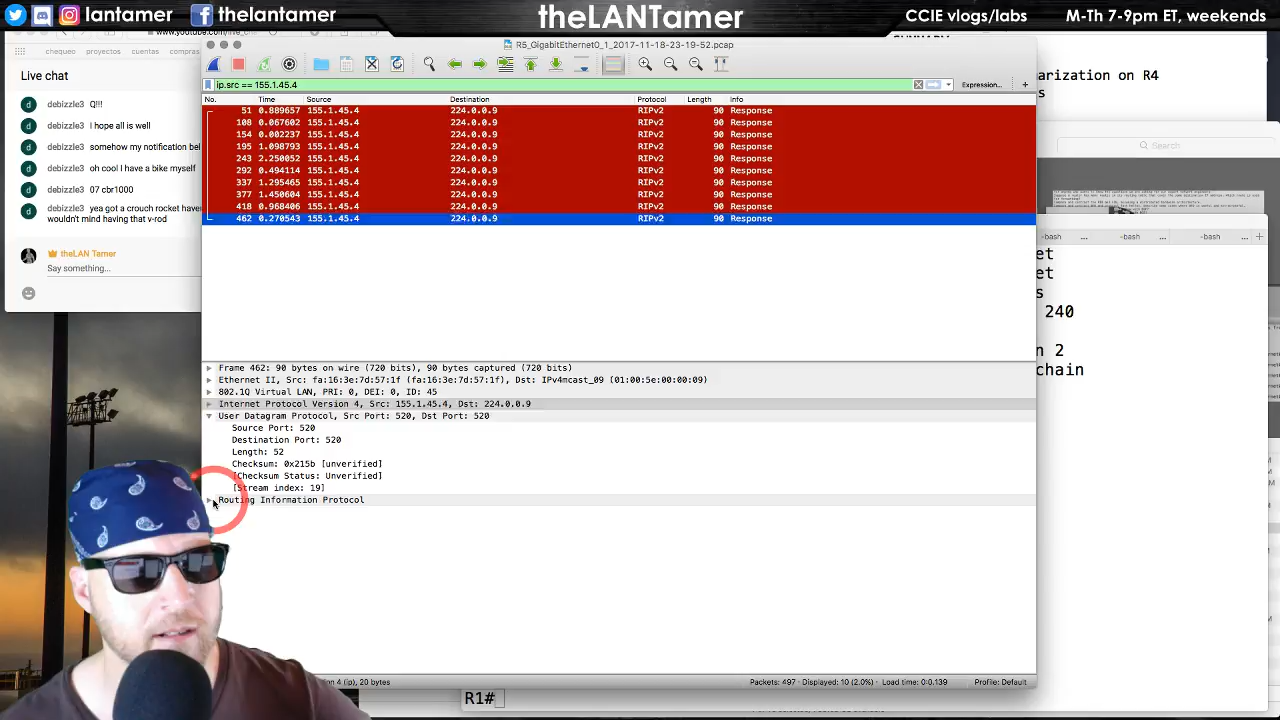 lantamer
thelantamer
theLANTamer
CCIE vlogs/labs
M-Th 7-9pm ET, weekends
chequeo proyectos cuentas compras
Live chat
debizzle3 Q!!!
debizzle3 I hope all is well
debizzle3 somehow my notification bel
debizzle3 oh cool I have a bike myself
debizzle3 07 cbr1000
debizzle3 ya got a crouch rocket haver
wouldn't mind having that v-rod
theLAN Tamer
Say something...
R5_GigabitEthernet0_1_2017-11-18-23-19-52.pcap
ip.src == 155.1.45.4
Expression...
+
No. Time Source Destination Protocol Length Info
51 0.889657 155.1.45.4 224.0.0.9 RIPv2 90 Response
108 0.067602 155.1.45.4 224.0.0.9 RIPv2 90 Response
154 0.002237 155.1.45.4 224.0.0.9 RIPv2 90 Response
195 1.098793 155.1.45.4 224.0.0.9 RIPv2 90 Response
243 2.250052 155.1.45.4 224.0.0.9 RIPv2 90 Response
292 0.494114 155.1.45.4 224.0.0.9 RIPv2 90 Response
337 1.295465 155.1.45.4 224.0.0.9 RIPv2 90 Response
377 1.450604 155.1.45.4 224.0.0.9 RIPv2 90 Response
418 0.968406 155.1.45.4 224.0.0.9 RIPv2 90 Response
462 0.270543 155.1.45.4 224.0.0.9 RIPv2 90 Response
Frame 462: 90 bytes on wire (720 bits), 90 bytes captured (720 bits)
Ethernet II, Src: fa:16:3e:7d:57:1f (fa:16:3e:7d:57:1f), Dst: IPv4mcast_09 (01:00:5e:00:00:09)
802.1Q Virtual LAN, PRI: 0, DEI: 0, ID: 45
Internet Protocol Version 4, Src: 155.1.45.4, Dst: 224.0.0.9
User Datagram Protocol, Src Port: 520, Dst Port: 520
Source Port: 520
Destination Port: 520
Length: 52
Checksum: 0x215b [unverified]
[Checksum Status: Unverified]
[Stream index: 19]
Routing Information Protocol
4 (ip), 20 bytes
Packets: 497 · Displayed: 10 (2.0%) · Load time: 0:0.139
Profile: Default
arization on R4
s
Search
-bash ... -bash ... -bash ... +
et
et
s
240
n 2
chain
R1#